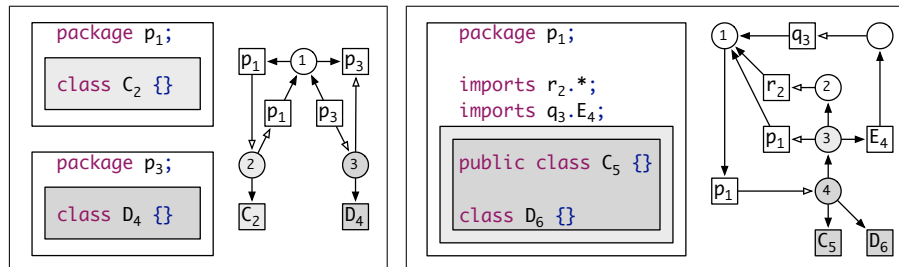 package p1;
class C2 {}
package p3;
class D4 {}
p1 1 p3
p1 p3
2 3
C2 D4
package p1;
imports r2.*;
imports q3.E4;
public class C5 {}
class D6 {}
1 q3
r2 2
p1 3 E4
p1 4
C5 D6